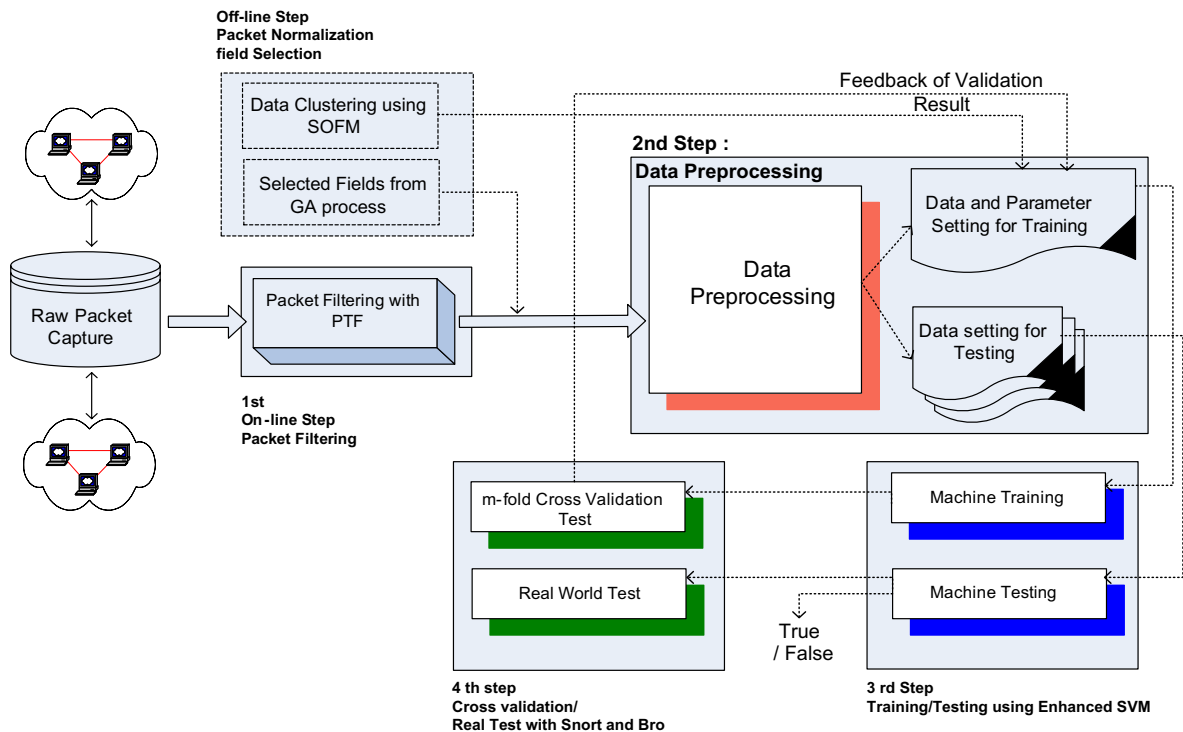 Off-line Step
Packet Normalization
field Selection
Data Clustering using
SOFM
Selected Fields from
GA process
Feedback of Validation
Result
2nd Step :
Data Preprocessing
Data
Preprocessing
Data and Parameter
Setting for Training
Data setting for
Testing
Raw Packet
Capture
Packet Filtering with
PTF
1st
On-line Step
Packet Filtering
m-fold Cross Validation
Test
Real World Test
Machine Training
Machine Testing
True
/ False
4 th step
Cross validation/
Real Test with Snort and Bro
3 rd Step
Training/Testing using Enhanced SVM